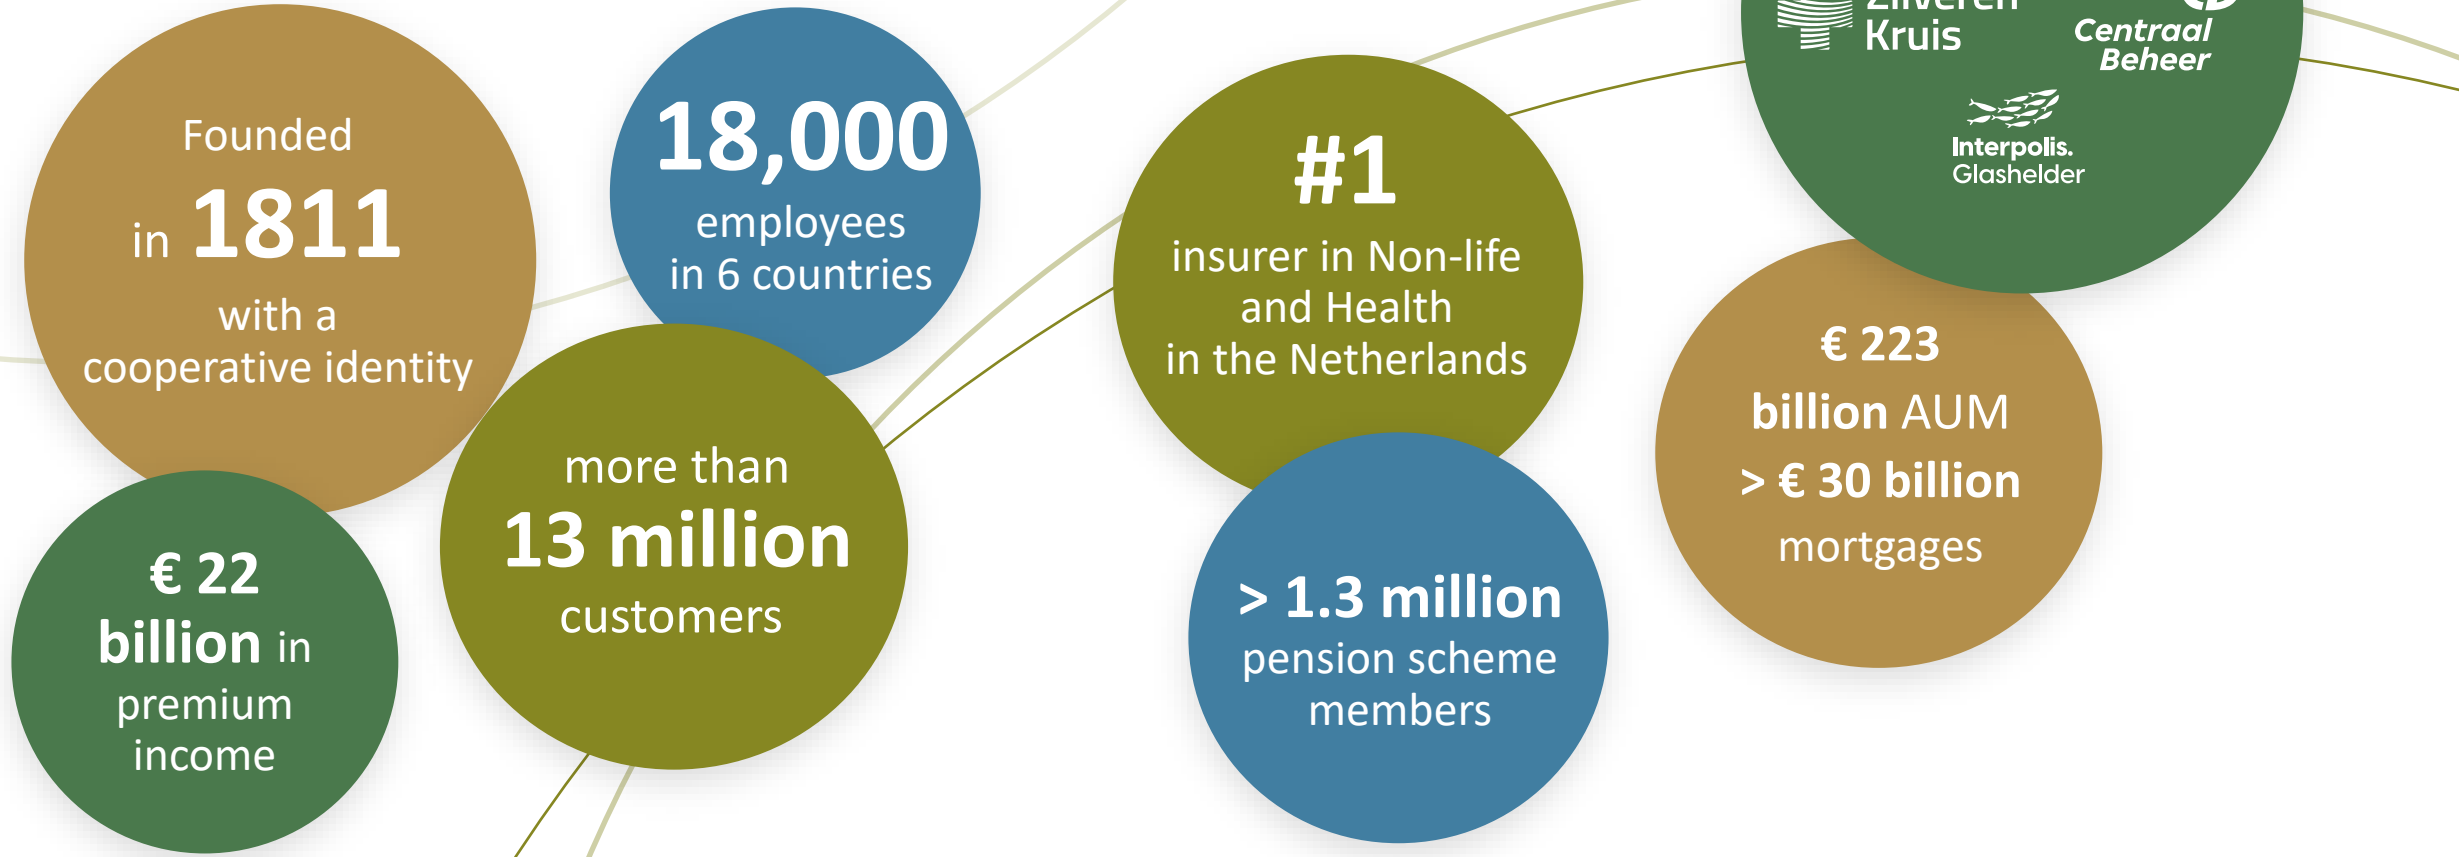 Founded
in 1811
with a
cooperative identity
18,000
employees
in 6 countries
#1
insurer in Non-life
and Health
in the Netherlands
Zilveren
Kruis
Centraal
Beheer
Interpolis.
Glashelder
€ 22
billion in
premium
income
more than
13 million
customers
> 1.3 million
pension scheme
members
€ 223
billion AUM
> € 30 billion
mortgages